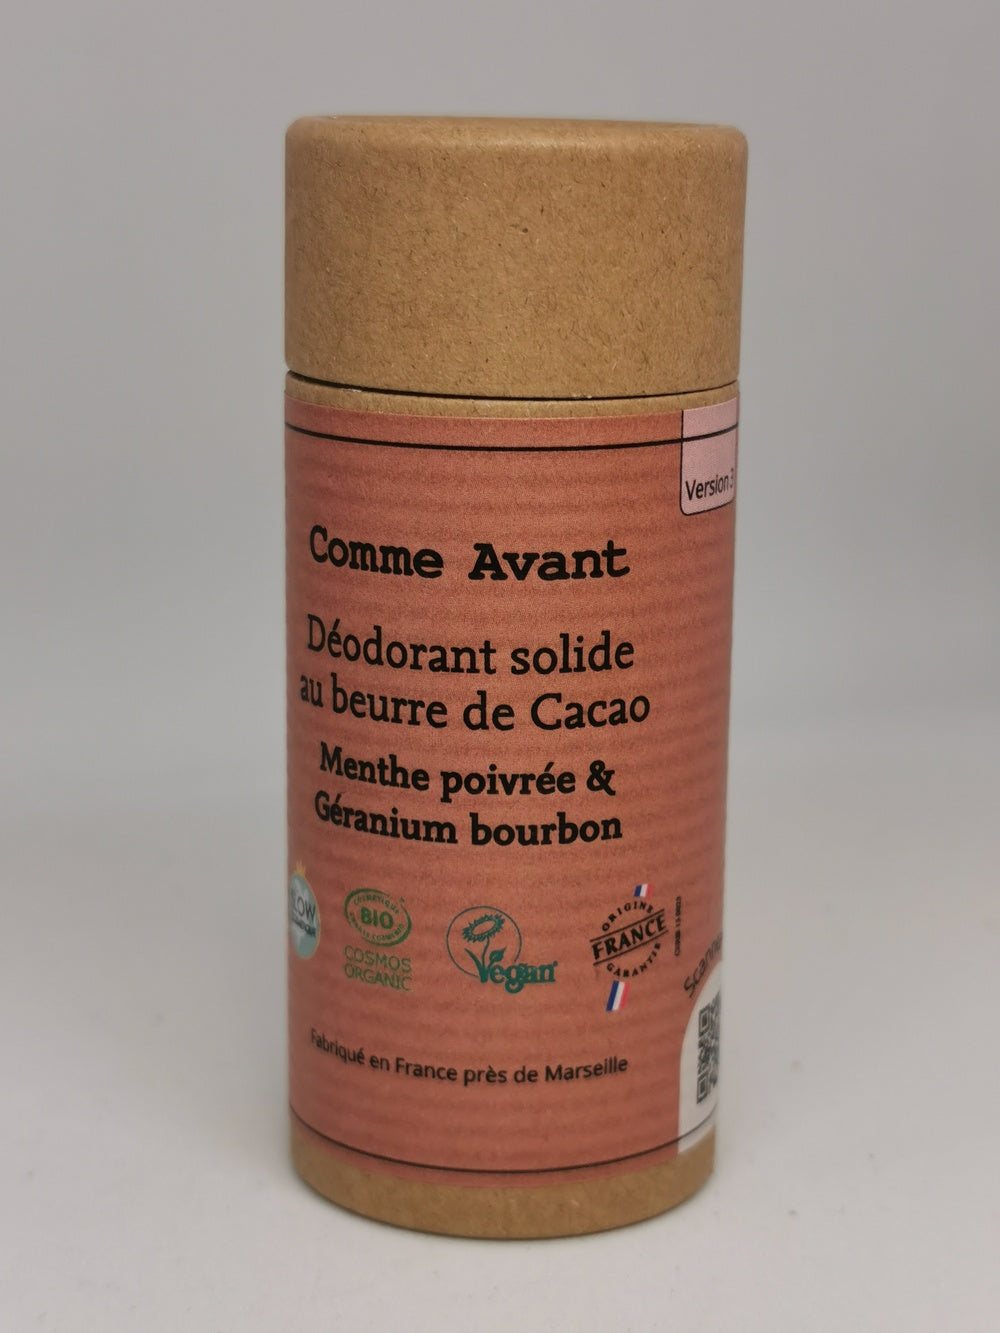 Version 3
Comme Avant
Déodorant solide
au beurre de Cacao
Menthe poivrée &
Géranium bourbon
COSMÉTIQUE
BIO
COSMOS
ORGANIC
Vegan
ORIGINE
FRANCE
GARANTIE
Fabriqué en France près de Marseille